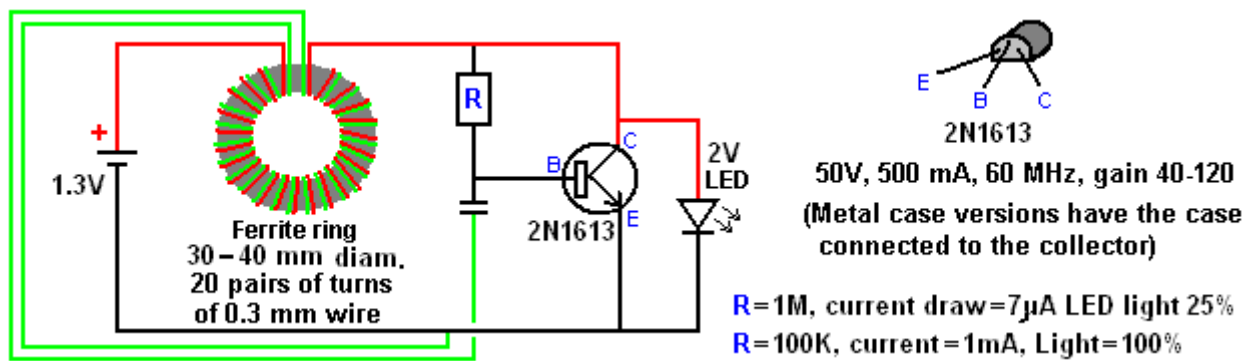 +
1.3V
Ferrite ring
30–40 mm diam.
20 pairs of turns
of 0.3 mm wire
R
B
C
E
2N1613
2V
LED
E
B
C
2N1613
50V, 500 mA, 60 MHz, gain 40-120
(Metal case versions have the case
connected to the collector)
R=1M, current draw=7µA LED light 25%
R=100K, current=1mA, Light=100%